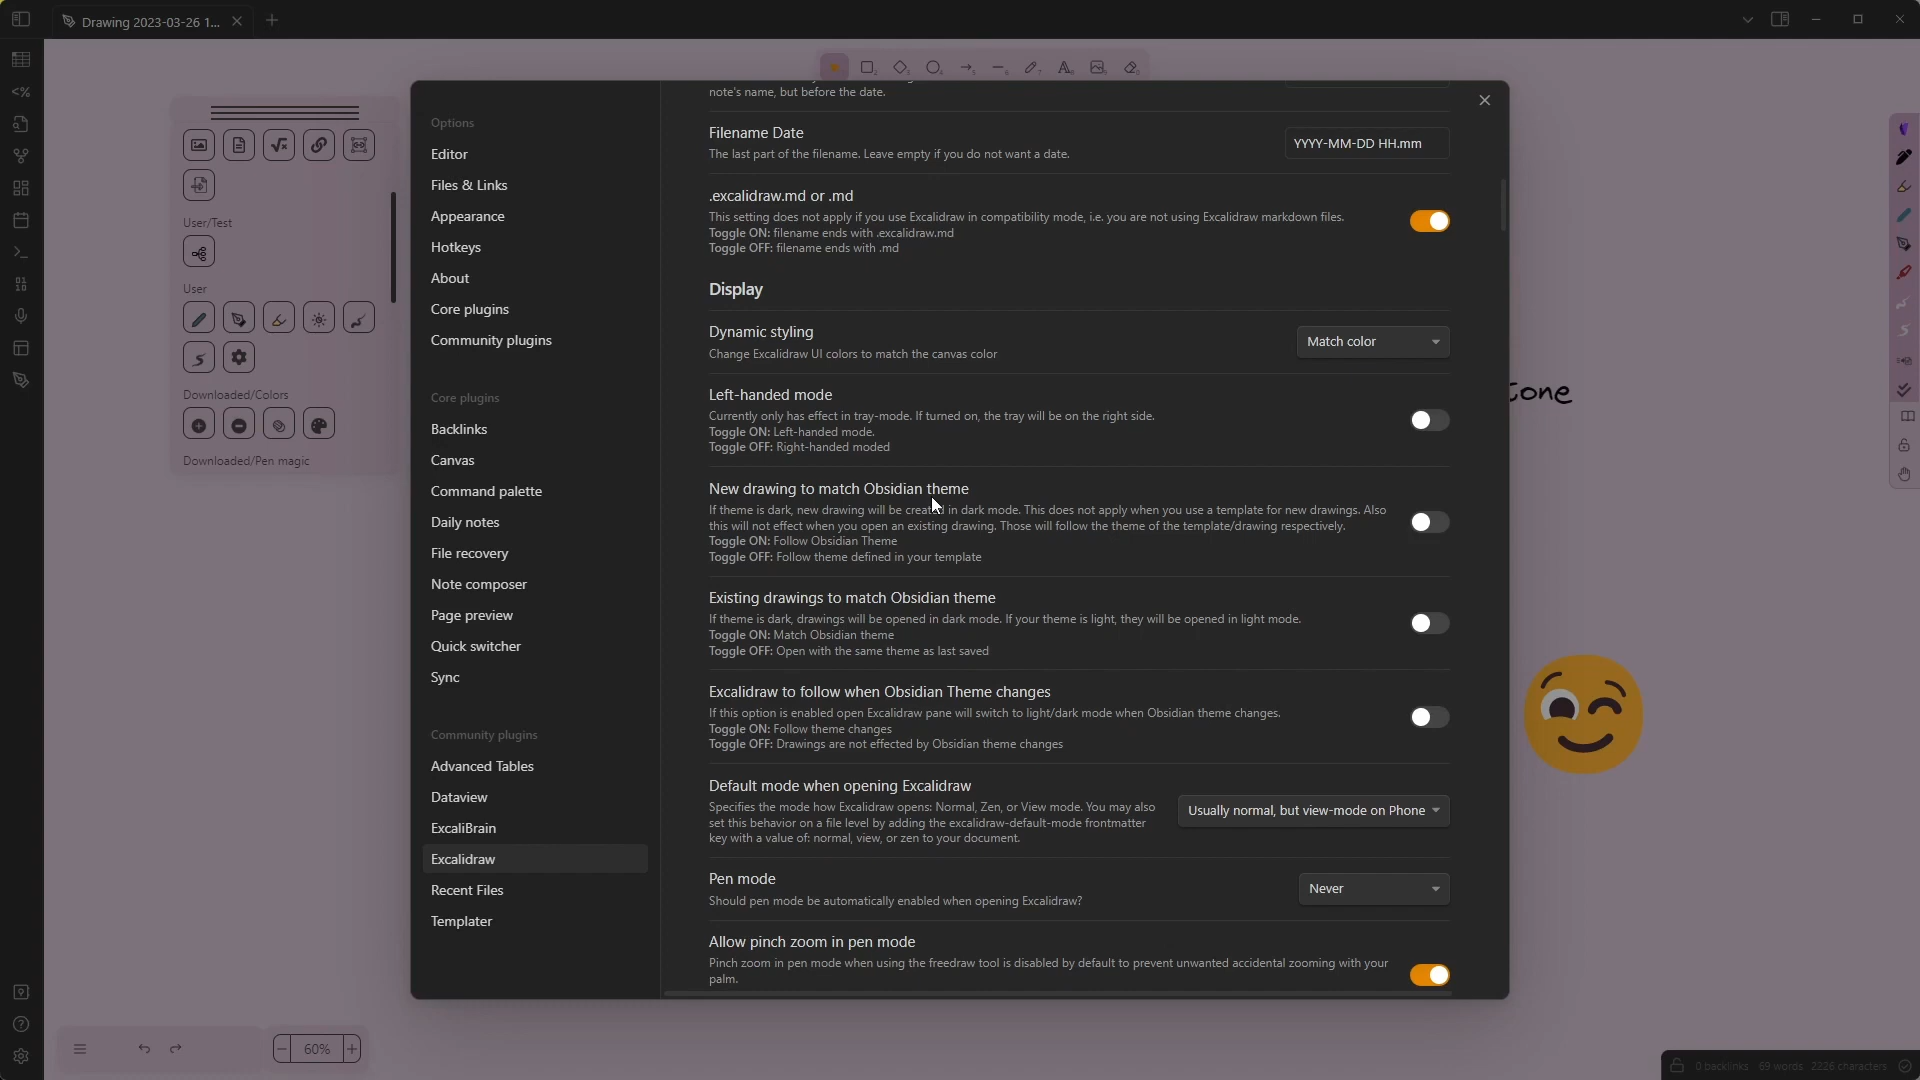 Drawing 2023-03-26 1...
note's name, but before the date.
Options
Editor
Files & Links
Appearance
Hotkeys
About
Core plugins
Community plugins
Core plugins
Backlinks
Canvas
Command palette
Daily notes
File recovery
Note composer
Page preview
Quick switcher
Sync
Community plugins
Advanced Tables
Dataview
ExcaliBrain
Excalidraw
Recent Files
Templater
Filename Date
The last part of the filename. Leave empty if you do not want a date.
YYYY-MM-DD HH.mm
.excalidraw.md or .md
This setting does not apply if you use Excalidraw in compatibility mode, i.e. you are not using Excalidraw markdown files.
Toggle ON: filename ends with .excalidraw.md
Toggle OFF: filename ends with .md
Display
Dynamic styling
Change Excalidraw UI colors to match the canvas color
Match color
Left-handed mode
Currently only has effect in tray-mode. If turned on, the tray will be on the right side.
Toggle ON: Left-handed mode.
Toggle OFF: Right-handed moded
New drawing to match Obsidian theme
If theme is dark, new drawing will be created in dark mode. This does not apply when you use a template for new drawings. Also
this will not effect when you open an existing drawing. Those will follow the theme of the template/drawing respectively.
Toggle ON: Follow Obsidian Theme
Toggle OFF: Follow theme defined in your template
Existing drawings to match Obsidian theme
If theme is dark, drawings will be opened in dark mode. If your theme is light, they will be opened in light mode.
Toggle ON: Match Obsidian theme
Toggle OFF: Open with the same theme as last saved
Excalidraw to follow when Obsidian Theme changes
If this option is enabled open Excalidraw pane will switch to light/dark mode when Obsidian theme changes.
Toggle ON: Follow theme changes
Toggle OFF: Drawings are not effected by Obsidian theme changes
Default mode when opening Excalidraw
Specifies the mode how Excalidraw opens: Normal, Zen, or View mode. You may also
set this behavior on a file level by adding the excalidraw-default-mode frontmatter
key with a value of: normal, view, or zen to your document.
Usually normal, but view-mode on Phone
Pen mode
Should pen mode be automatically enabled when opening Excalidraw?
Never
Allow pinch zoom in pen mode
Pinch zoom in pen mode when using the freedraw tool is disabled by default to prevent unwanted accidental zooming with your
palm.
User/Test
User
Downloaded/Colors
Downloaded/Pen magic
60%
0 backlinks 69 words 2226 characters